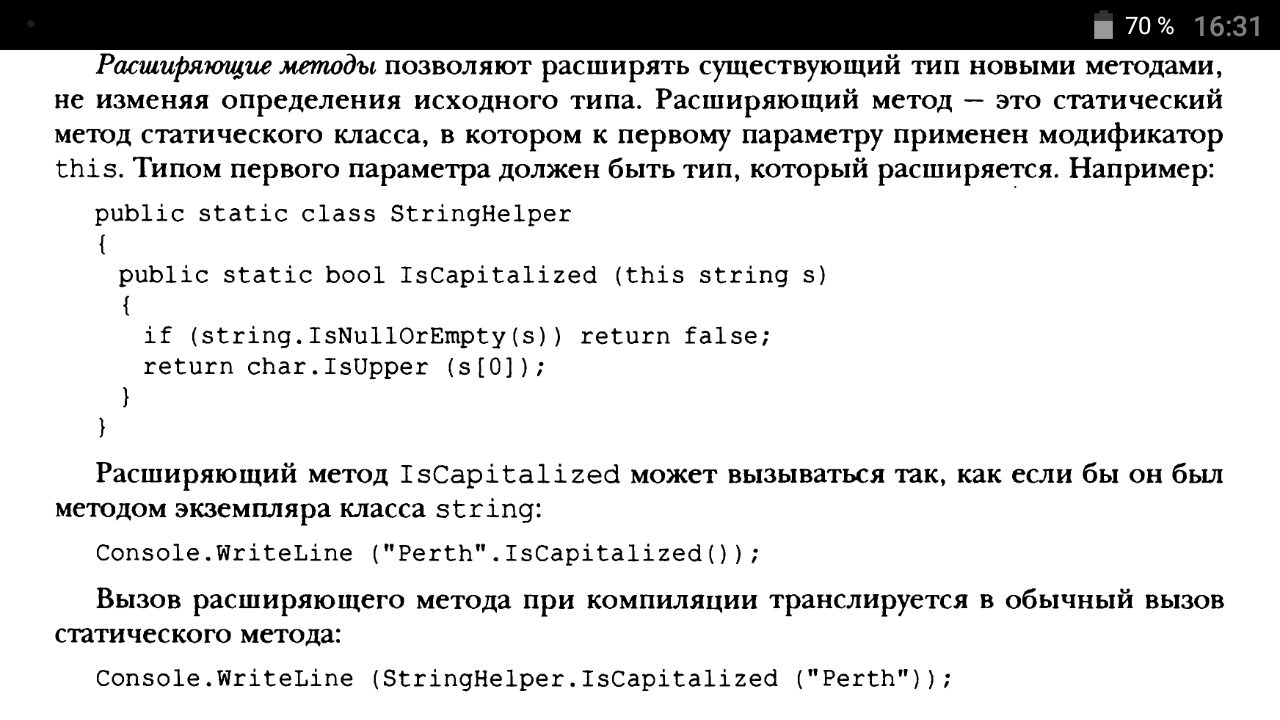 70 % 16:31
Расширяющие методы позволяют расширять существующий тип новыми методами,
не изменяя определения исходного типа. Расширяющий метод — это статический
метод статического класса, в котором к первому параметру применен модификатор
this. Типом первого параметра должен быть тип, который расширяется. Например:
public static class StringHelper
{
public static bool IsCapitalized (this string s)
{
if (string.IsNullOrEmpty(s)) return false;
return char.IsUpper (s[0]);
}
}
Расширяющий метод IsCapitalized может вызываться так, как если бы он был
методом экземпляра класса string:
Console.WriteLine ("Perth".IsCapitalized());
Вызов расширяющего метода при компиляции транслируется в обычный вызов
статического метода:
Console.WriteLine (StringHelper.IsCapitalized ("Perth"));